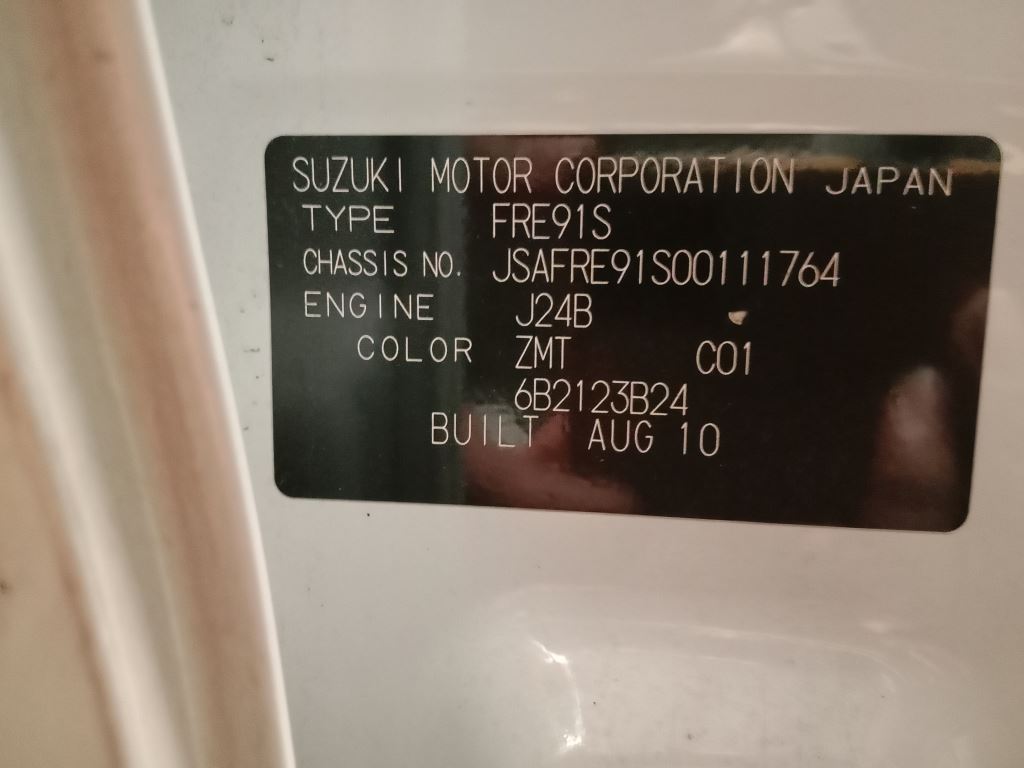 SUZUKI MOTOR CORPORATION JAPAN
TYPE FRE91S
CHASSIS NO. JSAFRE91S00111764
ENGINE J24B
COLOR ZMT C01
6B2123B24
BUILT AUG 10